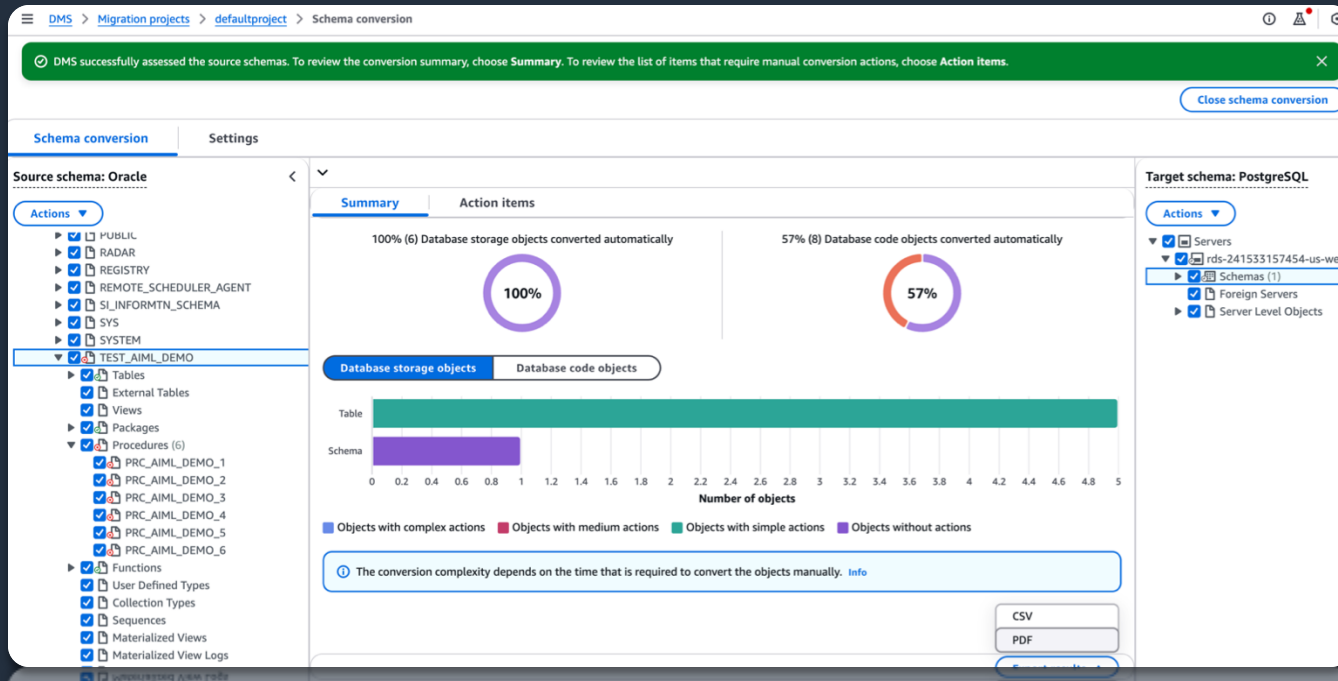 DMS > Migration projects > defaultproject > Schema conversion
DMS successfully assessed the source schemas. To review the conversion summary, choose Summary. To review the list of items that require manual conversion actions, choose Action items.
Close schema conversion
Schema conversion
Settings
Source schema: Oracle
Actions
PUBLIC
RADAR
REGISTRY
REMOTE_SCHEDULER_AGENT
SI_INFORMTN_SCHEMA
SYS
SYSTEM
TEST_AIML_DEMO
Tables
External Tables
Views
Packages
Procedures (6)
PRC_AIML_DEMO_1
PRC_AIML_DEMO_2
PRC_AIML_DEMO_3
PRC_AIML_DEMO_4
PRC_AIML_DEMO_5
PRC_AIML_DEMO_6
Functions
User Defined Types
Collection Types
Sequences
Materialized Views
Materialized View Logs
Summary
Action items
100% (6) Database storage objects converted automatically
100%
57% (8) Database code objects converted automatically
57%
Database storage objects
Database code objects
Table
Schema
0 0.2 0.4 0.6 0.8 1 1.2 1.4 1.6 1.8 2 2.2 2.4 2.6 2.8 3 3.2 3.4 3.6 3.8 4 4.2 4.4 4.6 4.8 5
Number of objects
Objects with complex actions
Objects with medium actions
Objects with simple actions
Objects without actions
The conversion complexity depends on the time that is required to convert the objects manually. Info
CSV
PDF
Export results
Target schema: PostgreSQL
Actions
Servers
rds-241533157454-us-we
Schemas (1)
Foreign Servers
Server Level Objects